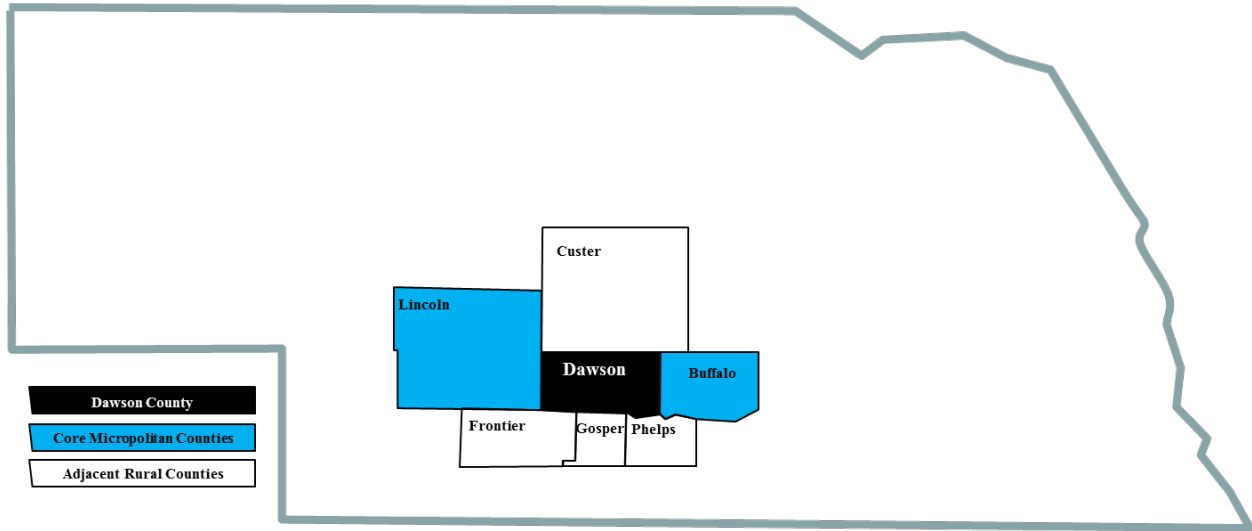 Custer
Lincoln
Dawson
Buffalo
Frontier
Gosper
Phelps
Dawson County
Core Micropolitan Counties
Adjacent Rural Counties